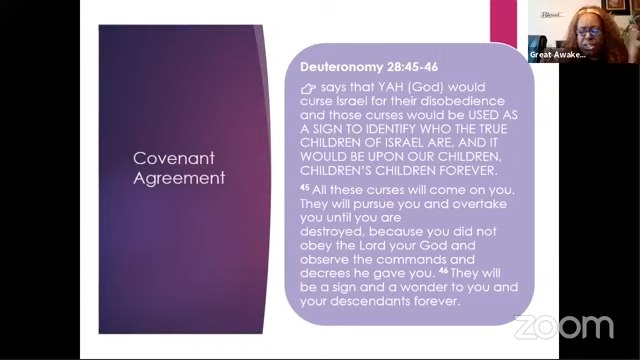 Covenant
Agreement
Deuteronomy 28:45-46
says that YAH (God) would
curse Israel for their disobedience
and those curses would be USED AS
A SIGN TO IDENTIFY WHO THE TRUE
CHILDREN OF ISRAEL ARE, AND IT
WOULD BE UPON OUR CHILDREN,
CHILDREN'S CHILDREN FOREVER.
45 All these curses will come on you.
They will pursue you and overtake
you until you are
destroyed, because you did not
obey the Lord your God and
observe the commands and
decrees he gave you. 46 They will
be a sign and a wonder to you and
your descendants forever.
Blessed
Great Awake...
zoom